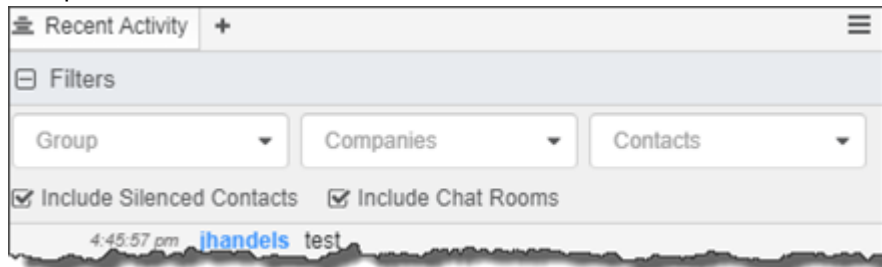 Recent Activity +
Filters
Group Companies Contacts
Include Silenced Contacts Include Chat Rooms
4:45:57 pm jhandels test